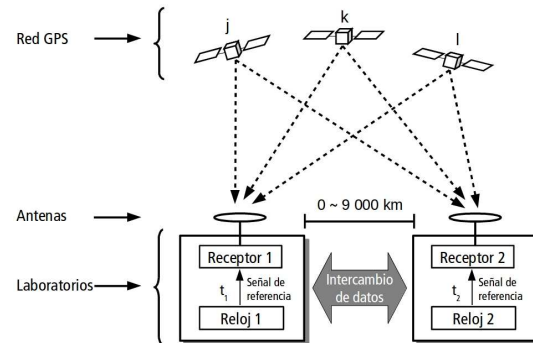 Red GPS
j
k
l
Antenas
0 ~ 9 000 km
Laboratorios
Receptor 1
t1
Señal de
referencia
Reloj 1
Intercambio
de datos
Receptor 2
t2
Señal de
referencia
Reloj 2